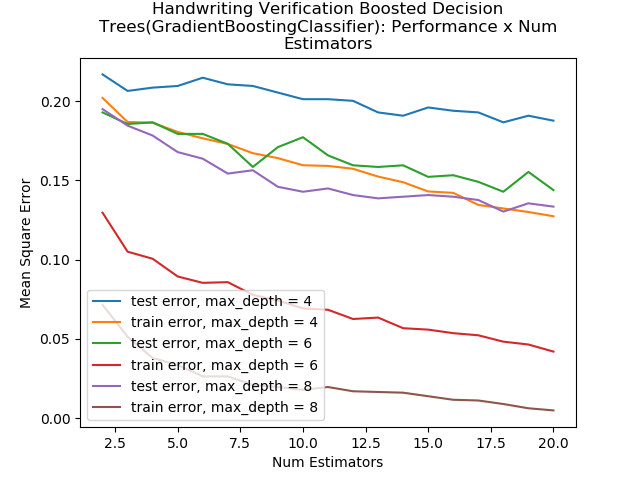 Handwriting Verification Boosted Decision
Trees(GradientBoostingClassifier): Performance x Num
Estimators
Mean Square Error
0.20
0.15
0.10
0.05
0.00
test error, max_depth = 4
train error, max_depth = 4
test error, max_depth = 6
train error, max_depth = 6
test error, max_depth = 8
train error, max_depth = 8
2.5 5.0 7.5 10.0 12.5 15.0 17.5 20.0
Num Estimators